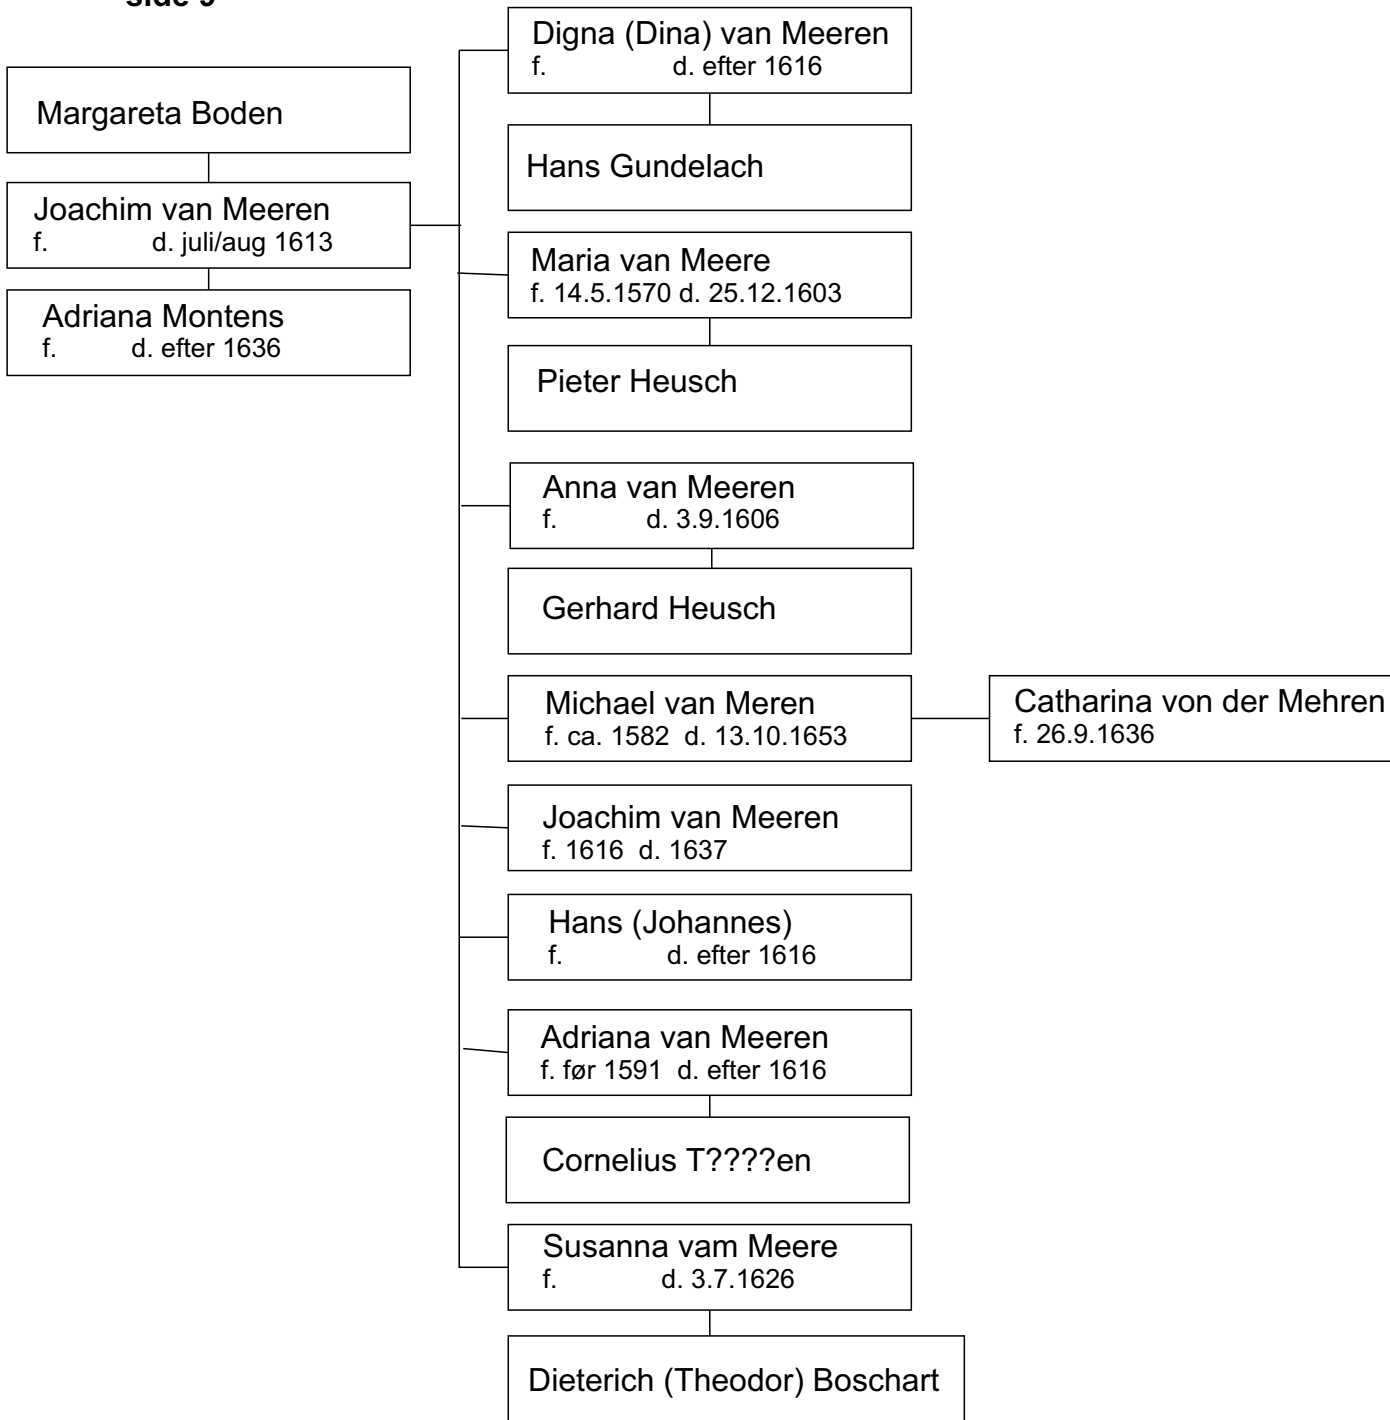 side 9
Margareta Boden
Joachim van Meeren
f. d. juli/aug 1613
Adriana Montens
f. d. efter 1636
Digna (Dina) van Meeren
f. d. efter 1616
Hans Gundelach
Maria van Meere
f. 14.5.1570 d. 25.12.1603
Pieter Heusch
Anna van Meeren
f. d. 3.9.1606
Gerhard Heusch
Michael van Meren
f. ca. 1582 d. 13.10.1653
Catharina von der Mehren
f. 26.9.1636
Joachim van Meeren
f. 1616 d. 1637
Hans (Johannes)
f. d. efter 1616
Adriana van Meeren
f. før 1591 d. efter 1616
Cornelius T????en
Susanna vam Meere
f. d. 3.7.1626
Dieterich (Theodor) Boschart